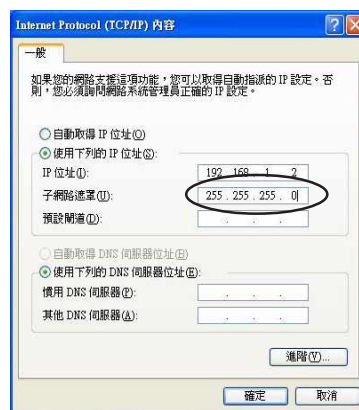 Internet Protocol (TCP/IP) 內容
一般
如果您的網路支援這項功能，您可以取得自動指派的 IP 設定。否
則，您必須詢問網路系統管理員正確的 IP 設定。
自動取得 IP 位址(O)
使用下列的 IP 位址(S):
IP 位址(I): 192 . 168 . 1 . 2
子網路遮罩(U): 255 . 255 . 255 . 0
預設閘道(D): . . .
自動取得 DNS 伺服器位址(B)
使用下列的 DNS 伺服器位址(E):
慣用 DNS 伺服器(P): . . .
其他 DNS 伺服器(A): . . .
進階(V)...
確定 取消